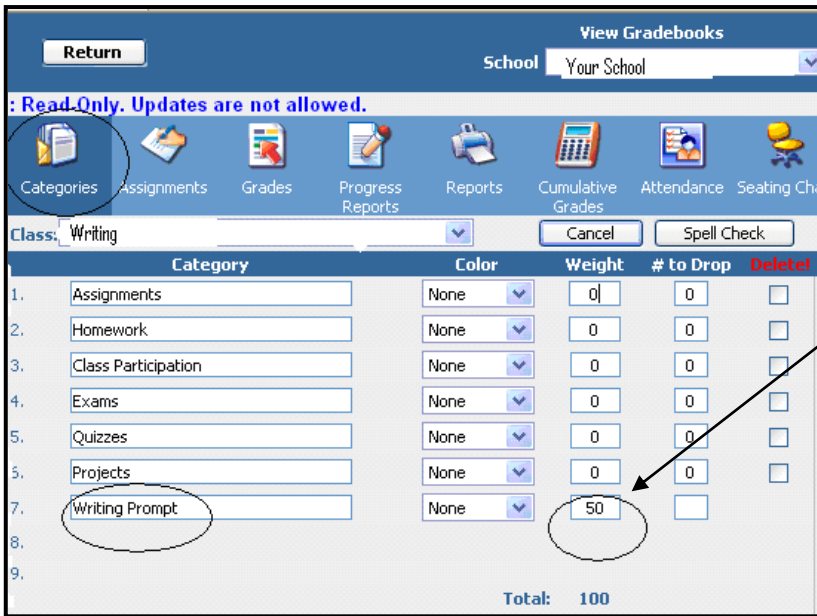 View Gradebooks
Return
School Your School
: Read Only. Updates are not allowed.
Categories Assignments Grades Progress Reports Reports Cumulative Grades Attendance Seating Cha
Class: Writing Cancel Spell Check
Category Color Weight # to Drop Delete!
1. Assignments None 0 0
2. Homework None 0 0
3. Class Participation None 0 0
4. Exams None 0 0
5. Quizzes None 0 0
6. Projects None 0 0
7. Writing Prompt None 50
8.
9.
Total: 100